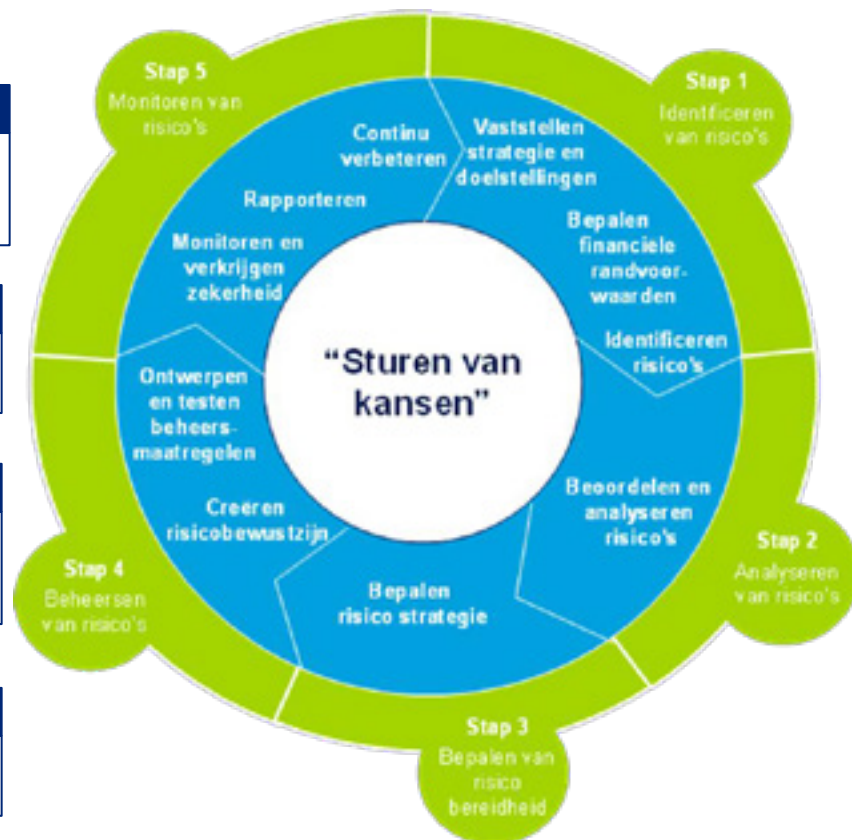 Stap 1
Identificeren
van risico's
Vaststellen
strategie en
doelstellingen
Bepalen
financiele
randvoor-
waarden
Identificeren
risico's
Stap 2
Analyseren
van risico's
Beoordelen en
analyseren
risico's
Stap 3
Bepalen van
risico
bereidheid
Bepalen
risico strategie
Stap 4
Beheersen
van risico's
Creëren
risicobewustzijn
Ontwerpen
en testen
beheers-
maatregelen
Stap 5
Monitoren van
risico's
Monitoren en
verkrijgen
zekerheid
Rapporteren
Continu
verbeteren
“Sturen van
kansen”